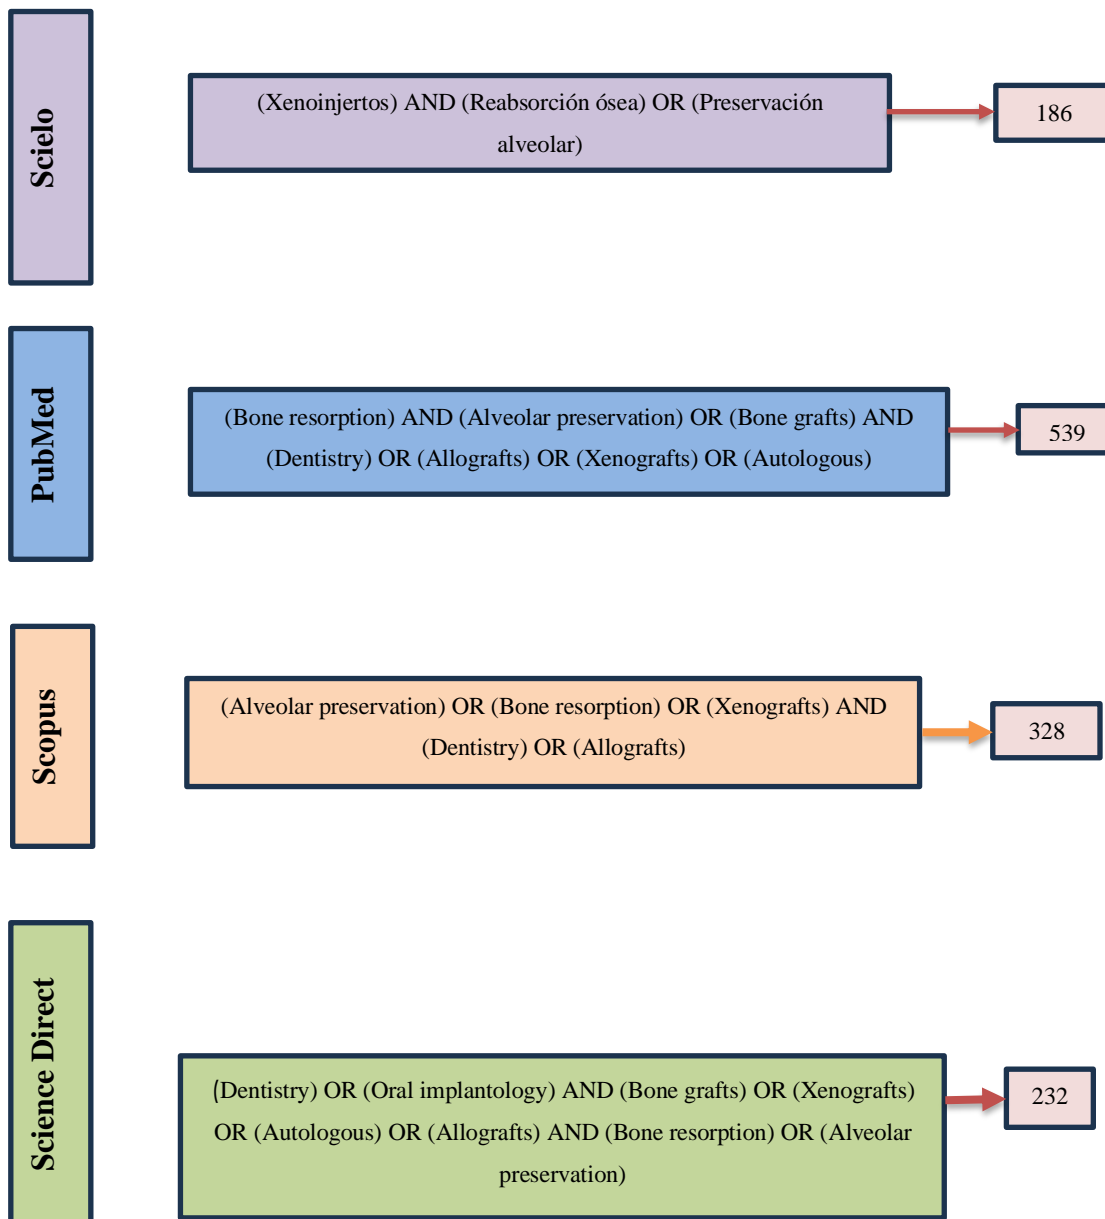 Scielo
(Xenoinjertos) AND (Reabsorción ósea) OR (Preservación
alveolar)
186
PubMed
(Bone resorption) AND (Alveolar preservation) OR (Bone grafts) AND
(Dentistry) OR (Allografts) OR (Xenografts) OR (Autologous)
539
Scopus
(Alveolar preservation) OR (Bone resorption) OR (Xenografts) AND
(Dentistry) OR (Allografts)
328
Science Direct
(Dentistry) OR (Oral implantology) AND (Bone grafts) OR (Xenografts)
OR (Autologous) OR (Allografts) AND (Bone resorption) OR (Alveolar
preservation)
232